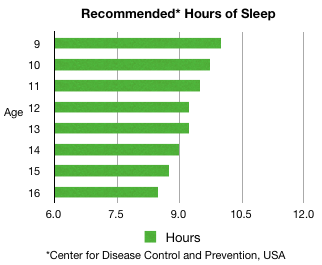 Recommended* Hours of Sleep
9
10
11
Age 12
13
14
15
16
6.0 7.5 9.0 10.5 12.0
Hours
*Center for Disease Control and Prevention, USA